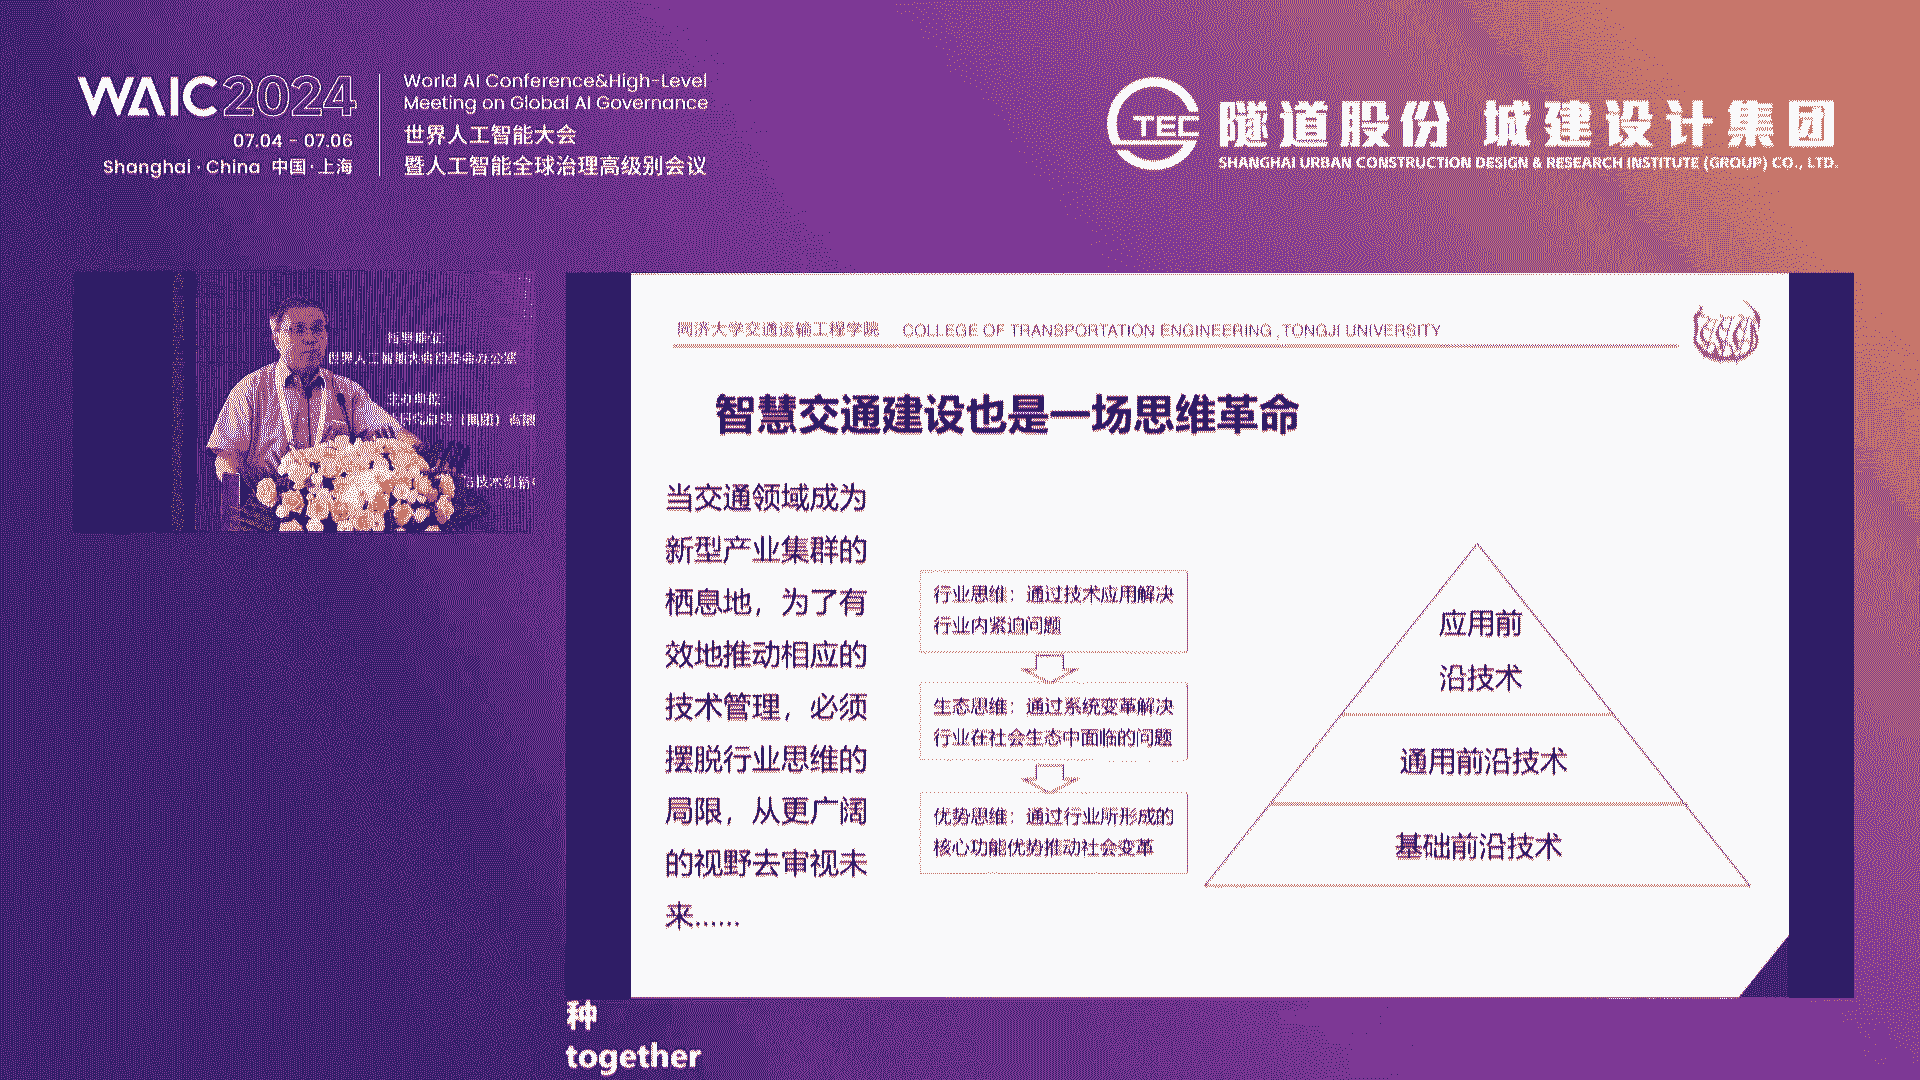 WAIC 2024
07.04 - 07.06
Shanghai · China 中国·上海
World AI Conference&High-Level
Meeting on Global AI Governance
世界人工智能大会
暨人工智能全球治理高级别会议
TEC
隧道股份 城建设计集团
SHANGHAI URBAN CONSTRUCTION DESIGN & RESEARCH INSTITUTE (GROUP) CO., LTD.
指导单位:
世界人工智能大会组委会办公室
主办单位:
同济大学交通运输工程学院 COLLEGE OF TRANSPORTATION ENGINEERING ,TONGJI UNIVERSITY
智慧交通建设也是一场思维革命
当交通领域成为
新型产业集群的
栖息地，为了有
效地推动相应的
技术管理，必须
摆脱行业思维的
局限，从更广阔
的视野去审视未
来……
行业思维：通过技术应用解决
行业内紧迫问题
生态思维：通过系统变革解决
行业在社会生态中面临的问题
优势思维：通过行业所形成的
核心功能优势推动社会变革
应用前
沿技术
通用前沿技术
基础前沿技术
种
together